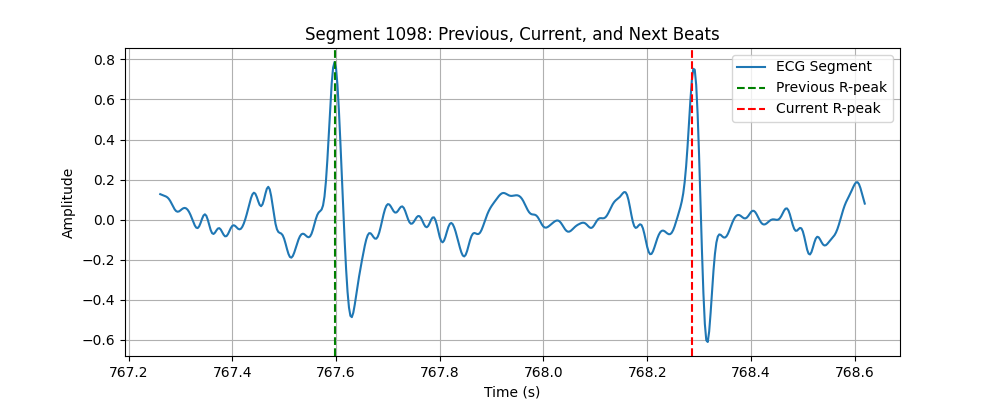 Segment 1098: Previous, Current, and Next Beats
ECG Segment
Previous R-peak
Current R-peak
0.8
0.6
0.4
0.2
0.0
−0.2
−0.4
−0.6
Amplitude
767.2 767.4 767.6 767.8 768.0 768.2 768.4 768.6
Time (s)